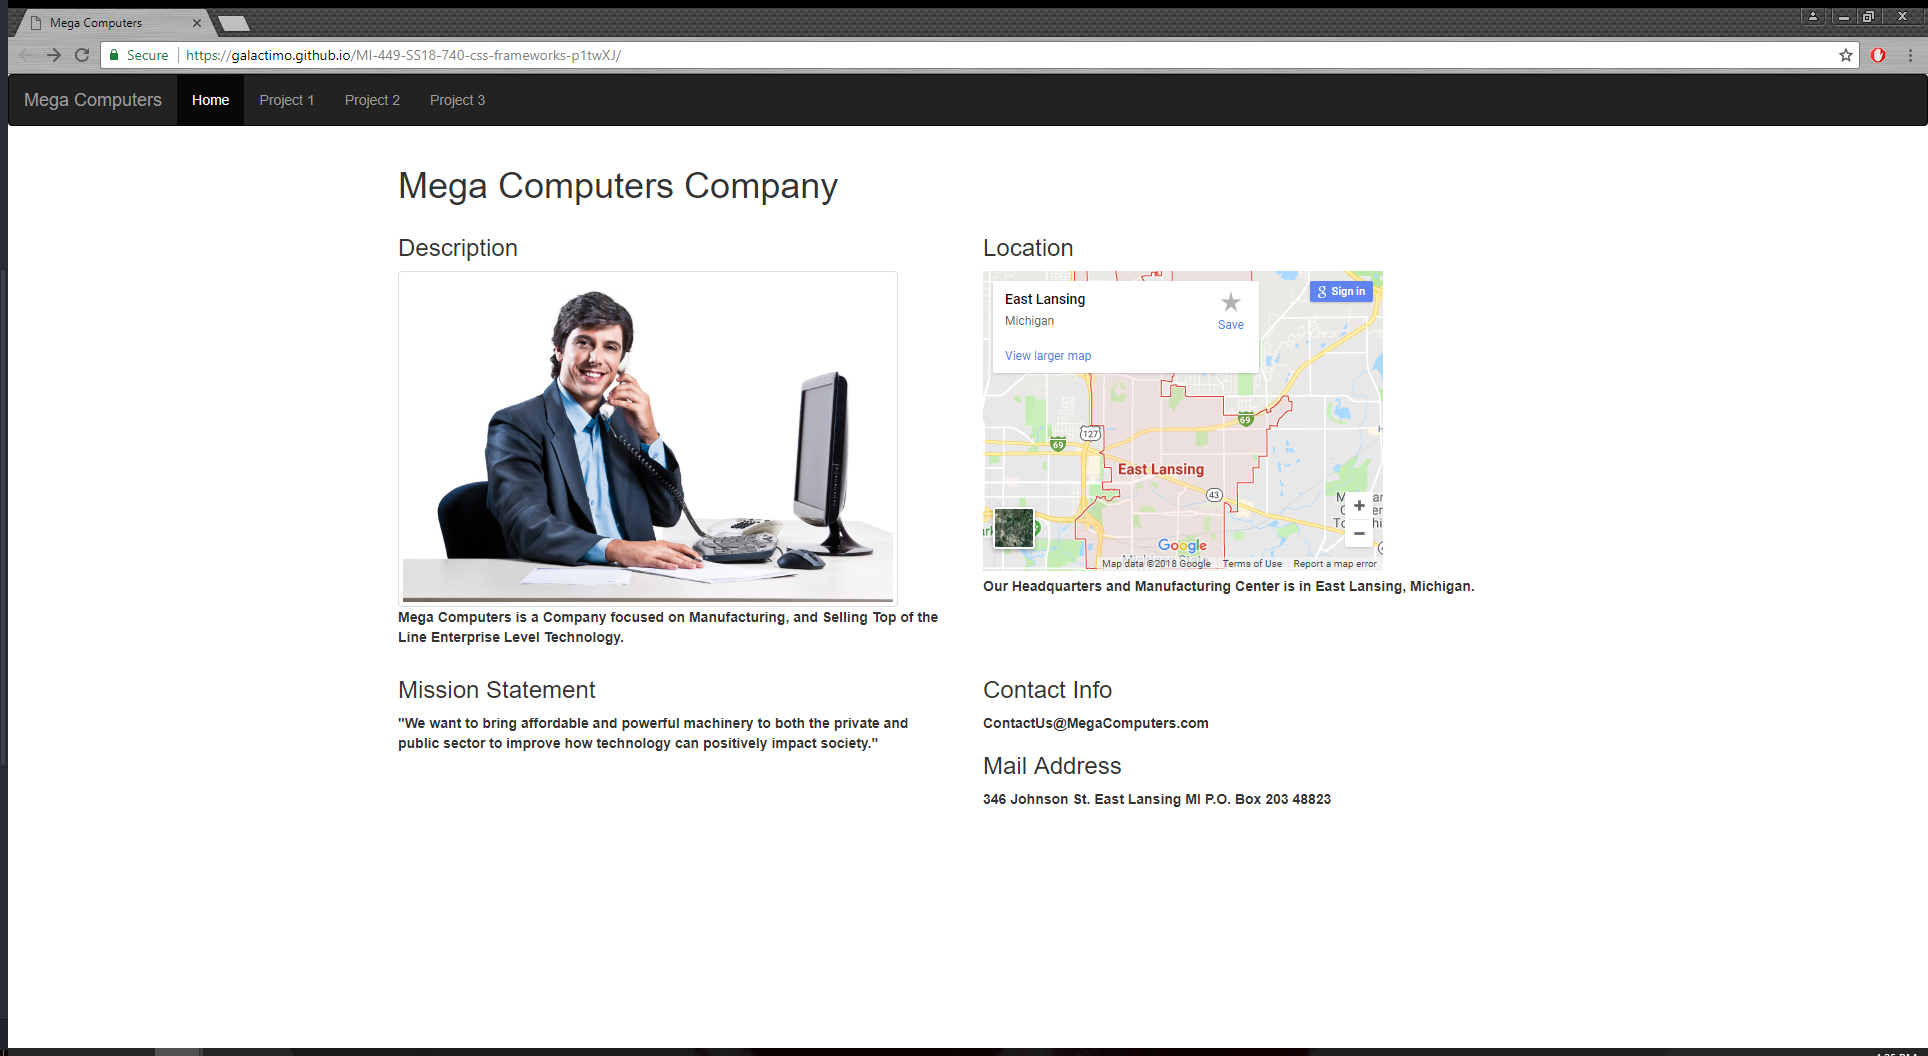 Mega Computers
Secure
https://galactimo.github.io/MI-449-SS18-740-css-frameworks-p1twXJ/
Mega Computers Home Project 1 Project 2 Project 3
Mega Computers Company
Description
Mega Computers is a Company focused on Manufacturing, and Selling Top of the
Line Enterprise Level Technology.
Location
East Lansing
Michigan
View larger map
Save
Sign in
69
127
69
East Lansing
43
Google
Map data ©2018 Google Terms of Use Report a map error
Our Headquarters and Manufacturing Center is in East Lansing, Michigan.
Mission Statement
"We want to bring affordable and powerful machinery to both the private and
public sector to improve how technology can positively impact society."
Contact Info
ContactUs@MegaComputers.com
Mail Address
346 Johnson St. East Lansing MI P.O. Box 203 48823